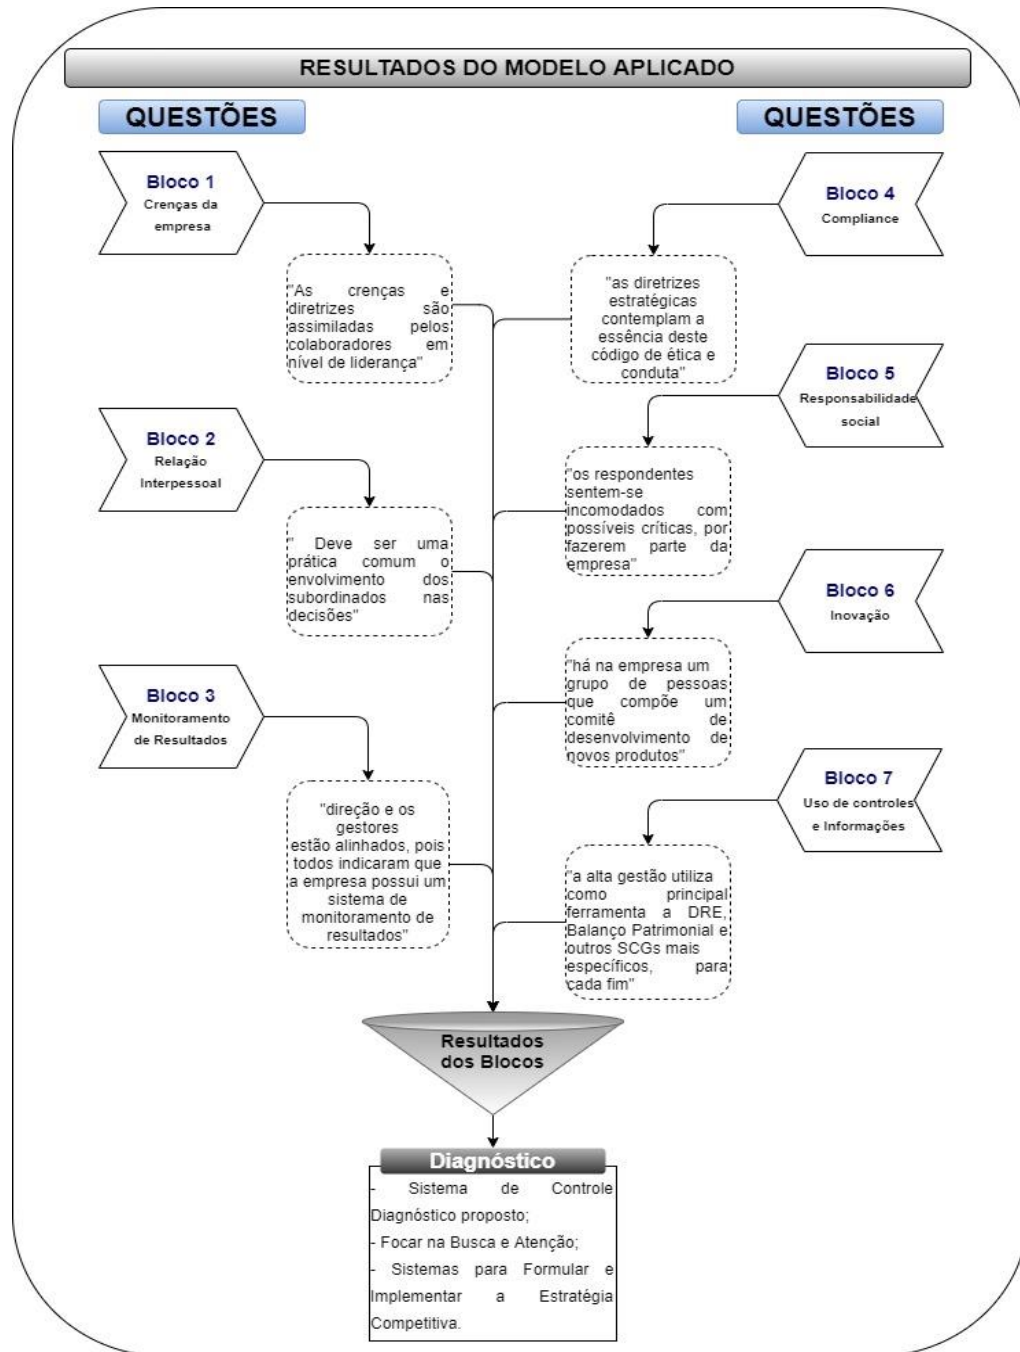 RESULTADOS DO MODELO APLICADO
QUESTÕES
Bloco 1
Crenças da
empresa
"As crenças e
diretrizes são
assimiladas pelos
colaboradores em
nível de liderança"
Bloco 2
Relação
Interpessoal
" Deve ser uma
prática comum o
envolvimento dos
subordinados nas
decisões"
Bloco 3
Monitoramento
de Resultados
"direção e os
gestores
estão alinhados, pois
todos indicaram que
a empresa possui um
sistema de
monitoramento de
resultados"
QUESTÕES
Bloco 4
Compliance
"as diretrizes
estratégicas
contemplam a
essência deste
código de ética e
conduta"
Bloco 5
Responsabilidade
social
"os respondentes
sentem-se
incomodados com
possíveis críticas, por
fazerem parte da
empresa"
Bloco 6
Inovação
"há na empresa um
grupo de pessoas
que compõe um
comitê de
desenvolvimento de
novos produtos"
Bloco 7
Uso de controles
e Informações
"a alta gestão utiliza
como principal
ferramenta a DRE,
Balanço Patrimonial e
outros SCGs mais
específicos, para
cada fim"
Resultados
dos Blocos
Diagnóstico
- Sistema de Controle
Diagnóstico proposto;
- Focar na Busca e Atenção;
- Sistemas para Formular e
Implementar a Estratégia
Competitiva.